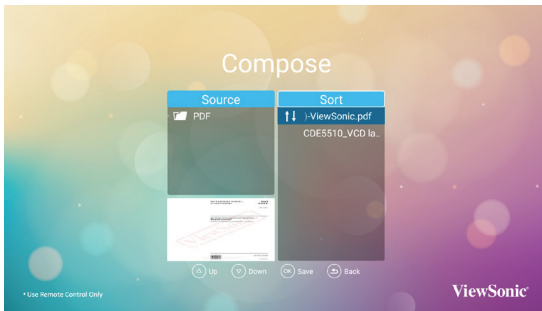 Compose
Source
Sort
PDF
)-ViewSonic.pdf
CDE5510_VCD la..
Up
Down
OK
Save
Back
* Use Remote Control Only
ViewSonic